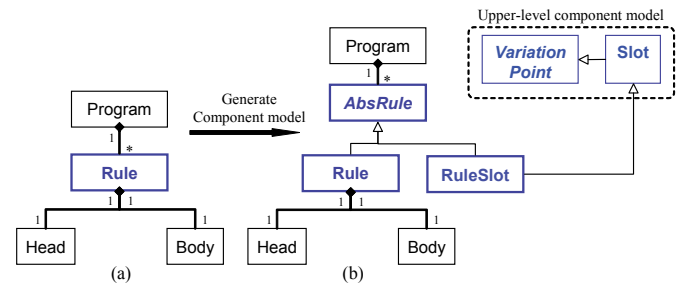 Upper-level component model
Program
Variation
Point
Slot
1
*
Generate
Component model
AbsRule
Program
1
*
Rule
Rule
RuleSlot
1 1
1 1
1
1
1
1
Head
Body
Head
Body
(a)
(b)